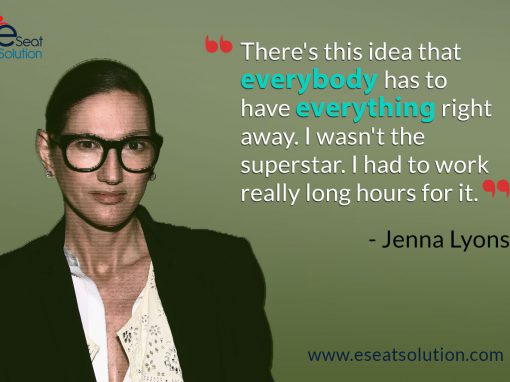 eSeat
Solution
There's this idea that
everybody has to
have everything right
away. I wasn't the
superstar. I had to work
really long hours for it.
- Jenna Lyons
www.eseatsolution.com